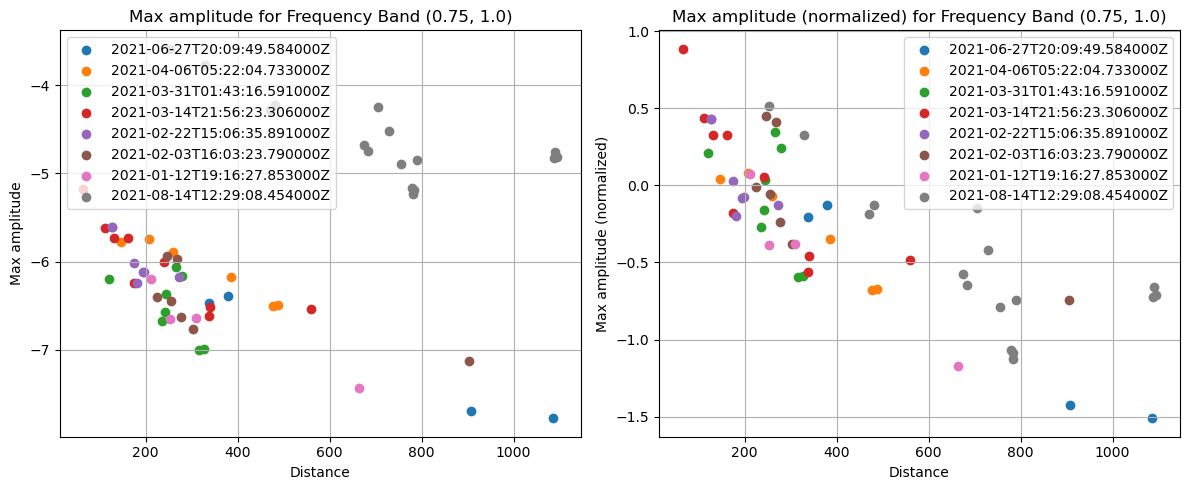 Max amplitude for Frequency Band (0.75, 1.0)
2021-06-27T20:09:49.584000Z
2021-04-06T05:22:04.733000Z
2021-03-31T01:43:16.591000Z
2021-03-14T21:56:23.306000Z
2021-02-22T15:06:35.891000Z
2021-02-03T16:03:23.790000Z
2021-01-12T19:16:27.853000Z
2021-08-14T12:29:08.454000Z
−4
−5
−6
−7
Max amplitude
200 400 600 800 1000
Distance
Max amplitude (normalized) for Frequency Band (0.75, 1.0)
2021-06-27T20:09:49.584000Z
2021-04-06T05:22:04.733000Z
2021-03-31T01:43:16.591000Z
2021-03-14T21:56:23.306000Z
2021-02-22T15:06:35.891000Z
2021-02-03T16:03:23.790000Z
2021-01-12T19:16:27.853000Z
2021-08-14T12:29:08.454000Z
1.0
0.5
0.0
−0.5
−1.0
−1.5
Max amplitude (normalized)
200 400 600 800 1000
Distance